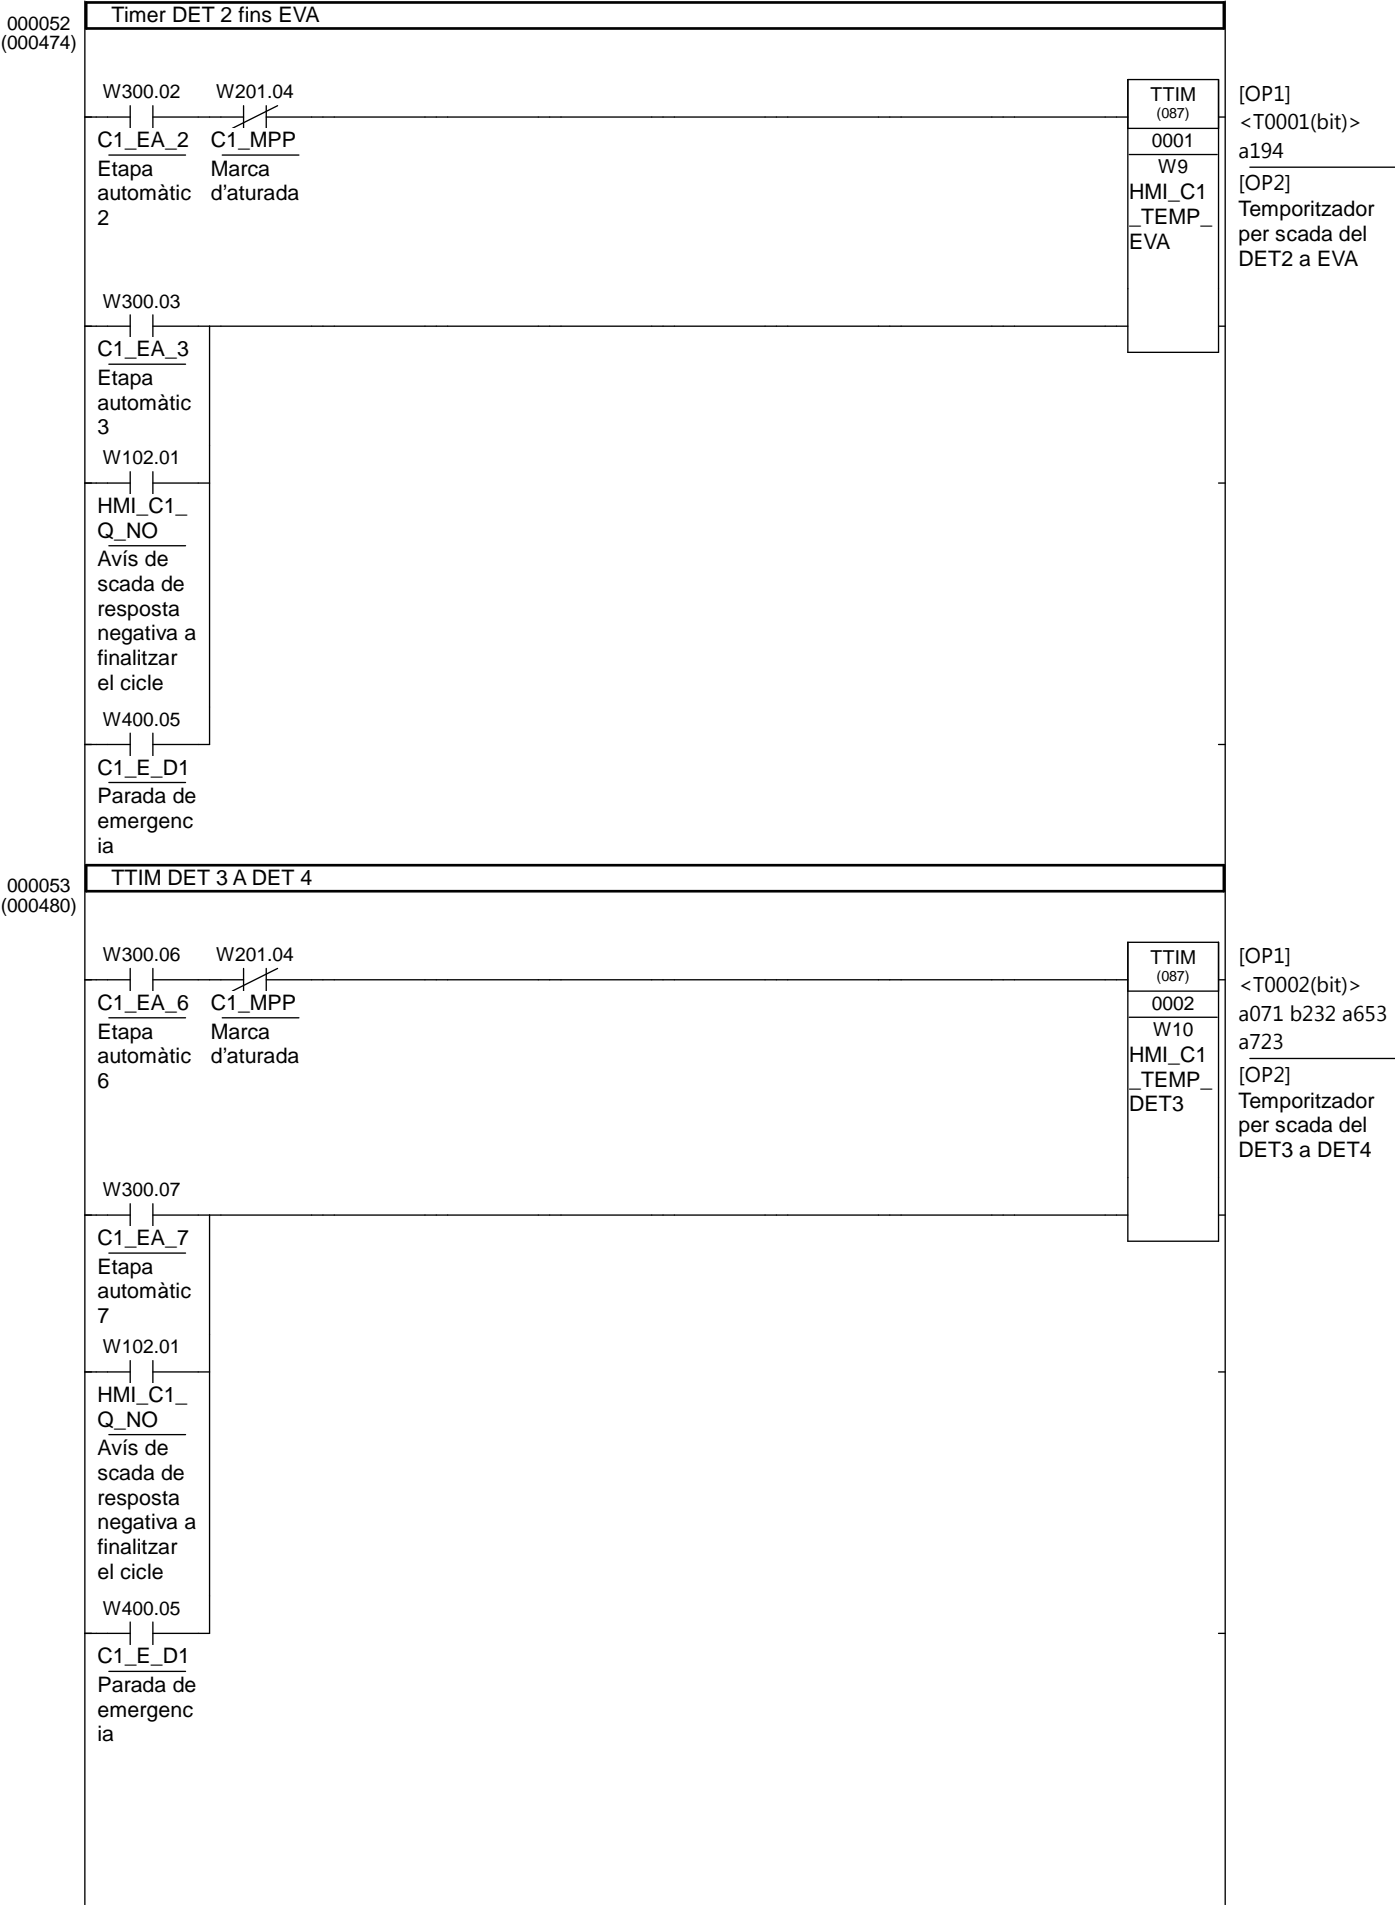 Timer DET 2 fins EVA
000052
(000474)
W300.02 W201.04
C1_EA_2 C1_MPP
Etapa
automàtic
2
Marca
d'aturada
TTIM
(087)
0001
W9
HMI_C1
_TEMP_
EVA
[OP1]
<T0001(bit)>
a194
[OP2]
Temporitzador
per scada del
DET2 a EVA
W300.03
C1_EA_3
Etapa
automàtic
3
W102.01
HMI_C1_
Q_NO
Avís de
scada de
resposta
negativa a
finalitzar
el cicle
W400.05
C1_E_D1
Parada de
emergenc
ia
TTIM DET 3 A DET 4
000053
(000480)
W300.06 W201.04
C1_EA_6 C1_MPP
Etapa
automàtic
6
Marca
d'aturada
TTIM
(087)
0002
W10
HMI_C1
_TEMP_
DET3
[OP1]
<T0002(bit)>
a071 b232 a653
a723
[OP2]
Temporitzador
per scada del
DET3 a DET4
W300.07
C1_EA_7
Etapa
automàtic
7
W102.01
HMI_C1_
Q_NO
Avís de
scada de
resposta
negativa a
finalitzar
el cicle
W400.05
C1_E_D1
Parada de
emergenc
ia